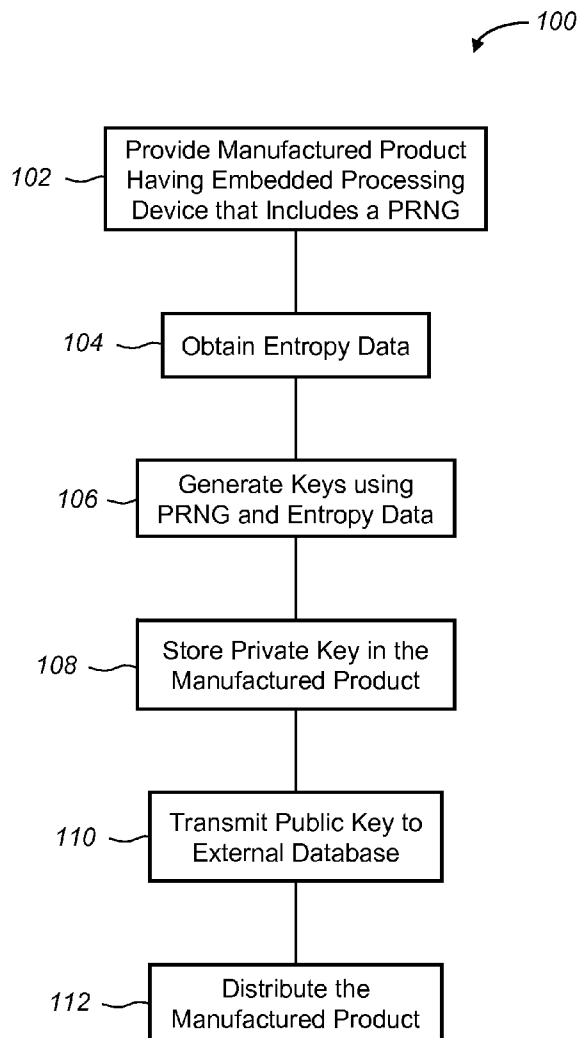 100
102
Provide Manufactured Product
Having Embedded Processing
Device that Includes a PRNG
104
Obtain Entropy Data
106
Generate Keys using
PRNG and Entropy Data
108
Store Private Key in the
Manufactured Product
110
Transmit Public Key to
External Database
112
Distribute the
Manufactured Product